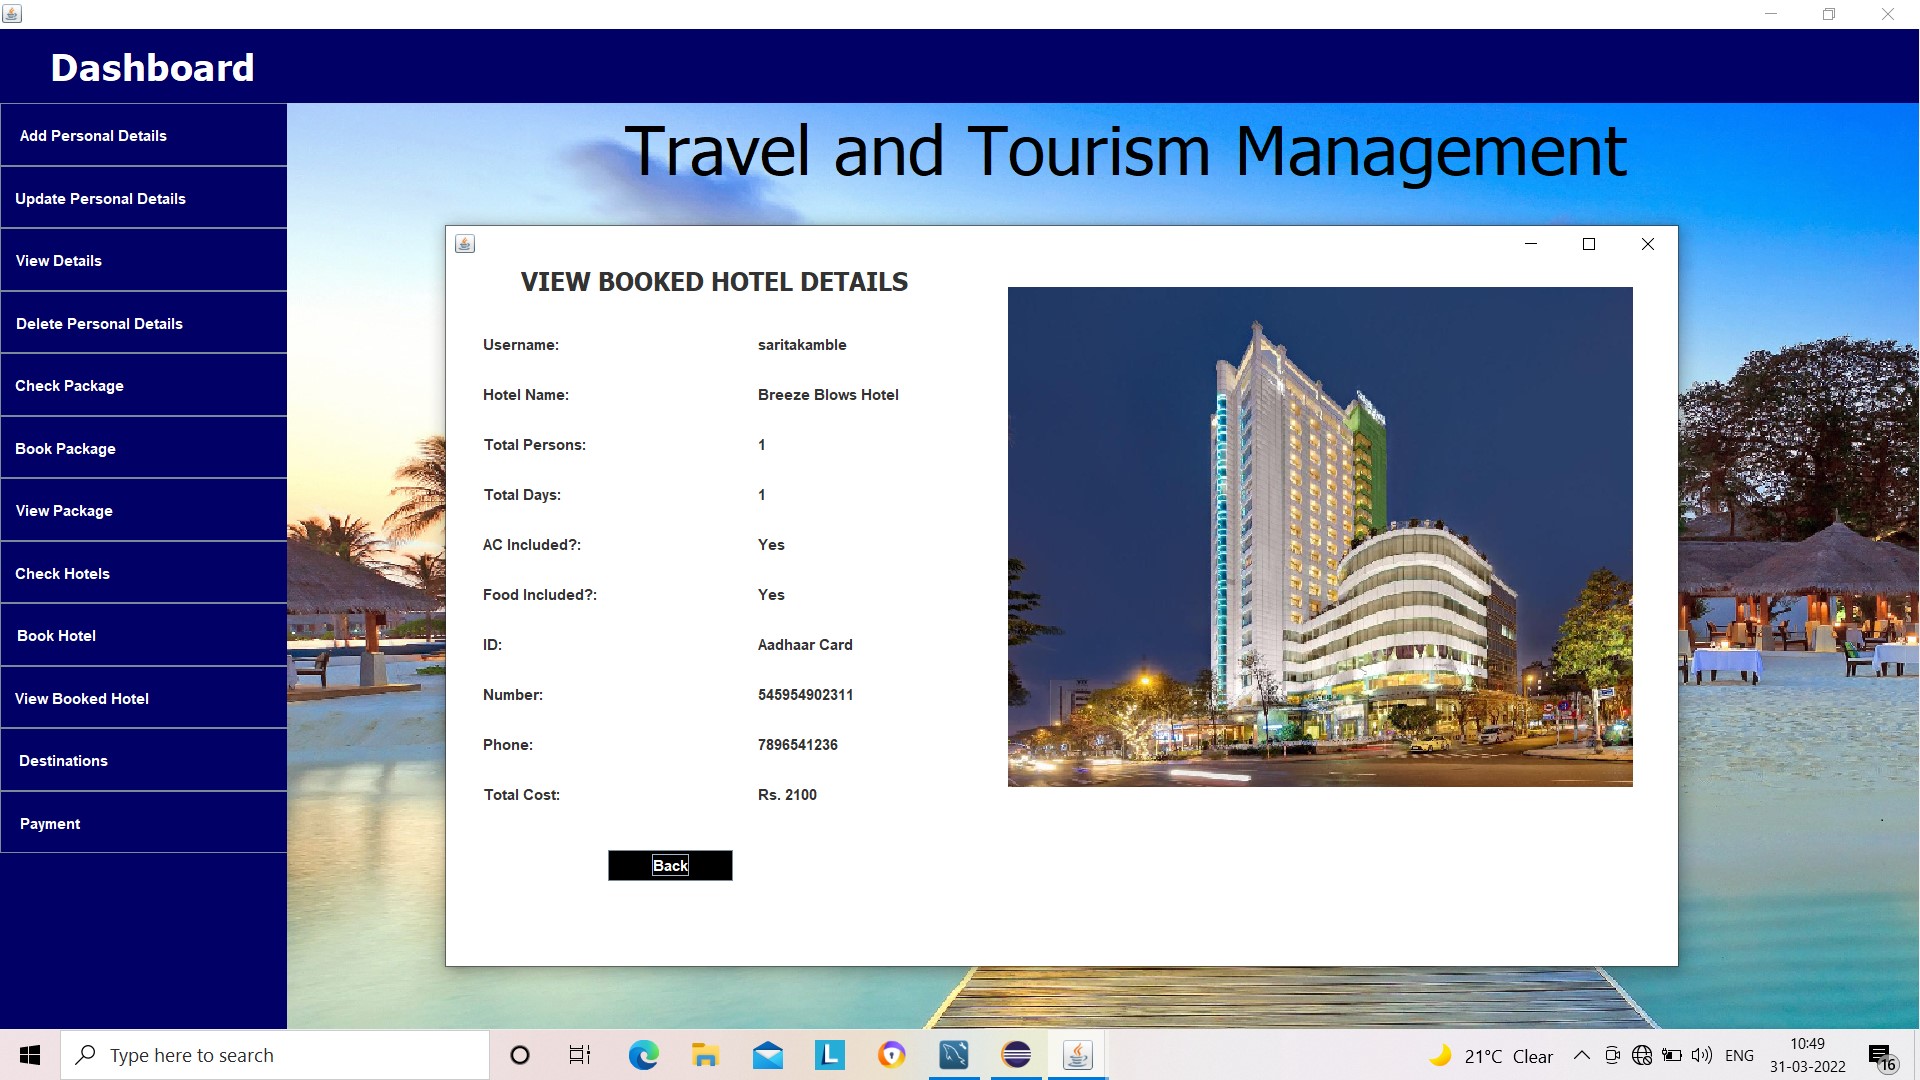 Dashboard
Add Personal Details
Update Personal Details
View Details
Delete Personal Details
Check Package
Book Package
View Package
Check Hotels
Book Hotel
View Booked Hotel
Destinations
Payment
Travel and Tourism Management
VIEW BOOKED HOTEL DETAILS
Username: saritakamble
Hotel Name: Breeze Blows Hotel
Total Persons: 1
Total Days: 1
AC Included?: Yes
Food Included?: Yes
ID: Aadhaar Card
Number: 545954902311
Phone: 7896541236
Total Cost: Rs. 2100
Back
Type here to search
L
21°C Clear
ENG
10:49
31-03-2022
16